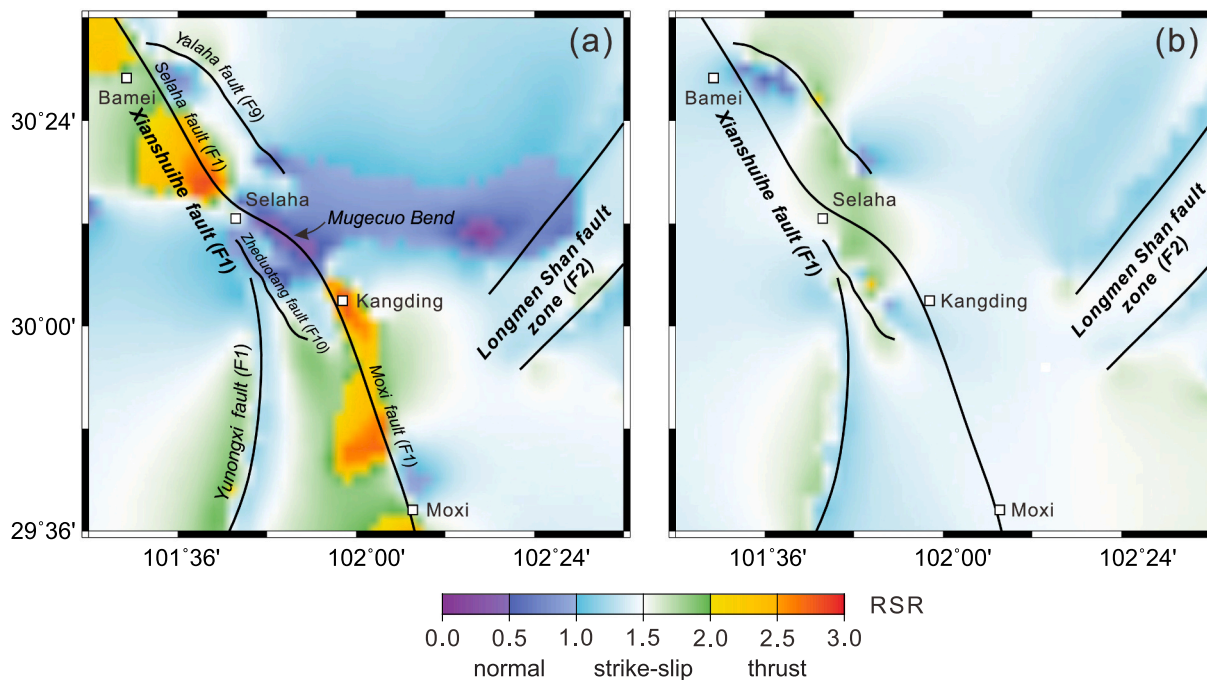 (a)
Yalaha fault (F9)
Bamei
Selaha fault (F1)
Xianshuihe fault (F1)
Selaha
Mugecuo Bend
Zheduotang fault (F10)
Kangding
Longmen Shan fault
zone (F2)
Yunongxi fault (F1)
Moxi fault (F1)
Moxi
30°24'
30°00'
29°36'
101°36'
102°00'
102°24'
(b)
Bamei
Xianshuihe fault (F1)
Selaha
Kangding
Longmen Shan fault
zone (F2)
Moxi
101°36'
102°00'
102°24'
RSR
0.0 0.5 1.0 1.5 2.0 2.5 3.0
normal strike-slip thrust